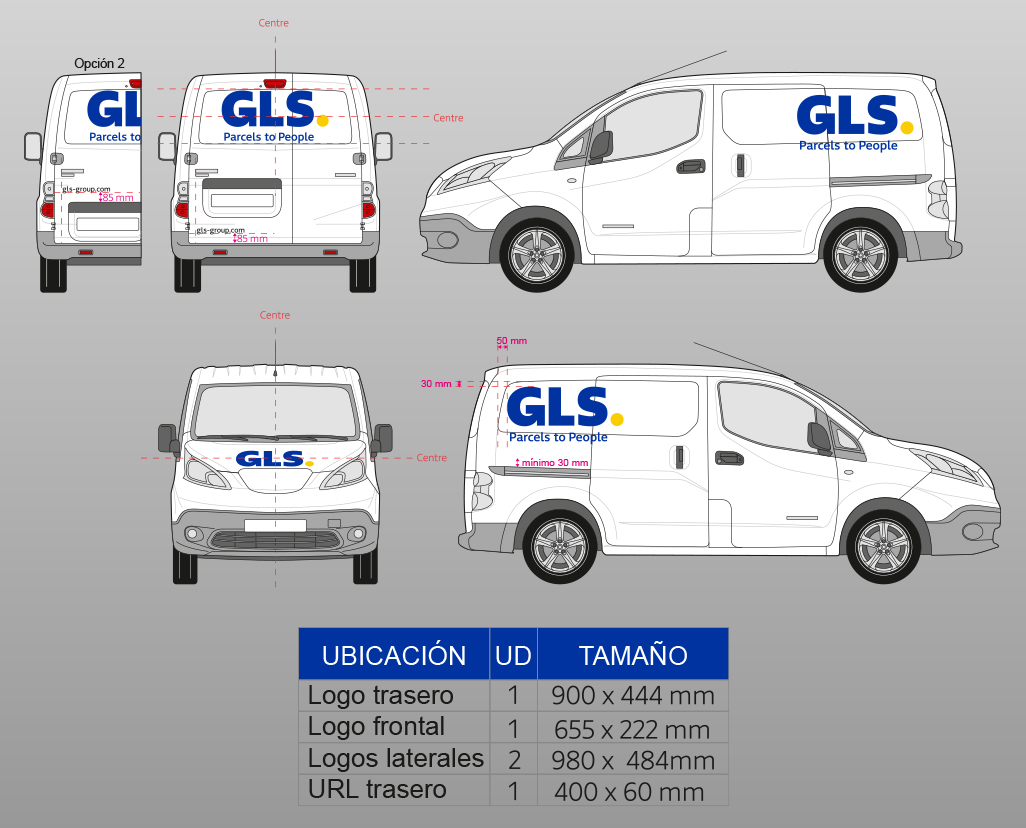 Centre
Opción 2
GL
Parcels to
GLS.
Parcels to People
Centre
GLS.
Parcels to People
gls-group.com
85 mm
gls-group.com
85 mm
Centre
50 mm
30 mm
GLS.
Parcels to People
GLS.
Centre
mínimo 30 mm
UBICACIÓN UD TAMAÑO
Logo trasero 1 900 x 444 mm
Logo frontal 1 655 x 222 mm
Logos laterales 2 980 x 484mm
URL trasero 1 400 x 60 mm